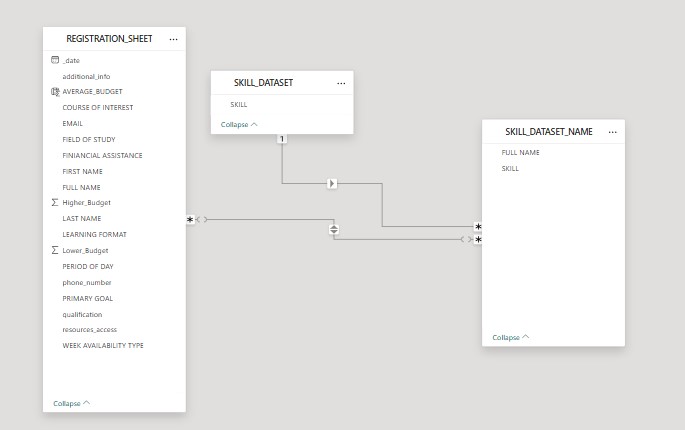 REGISTRATION_SHEET
_date
additional_info
AVERAGE_BUDGET
COURSE OF INTEREST
EMAIL
FIELD OF STUDY
FINIANCIAL ASSISTANCE
FIRST NAME
FULL NAME
Higher_Budget
LAST NAME
LEARNING FORMAT
Lower_Budget
PERIOD OF DAY
phone_number
PRIMARY GOAL
qualification
resources_access
WEEK AVAILABILITY TYPE
Collapse
SKILL_DATASET
SKILL
Collapse
1
*
*
*
SKILL_DATASET_NAME
FULL NAME
SKILL
Collapse